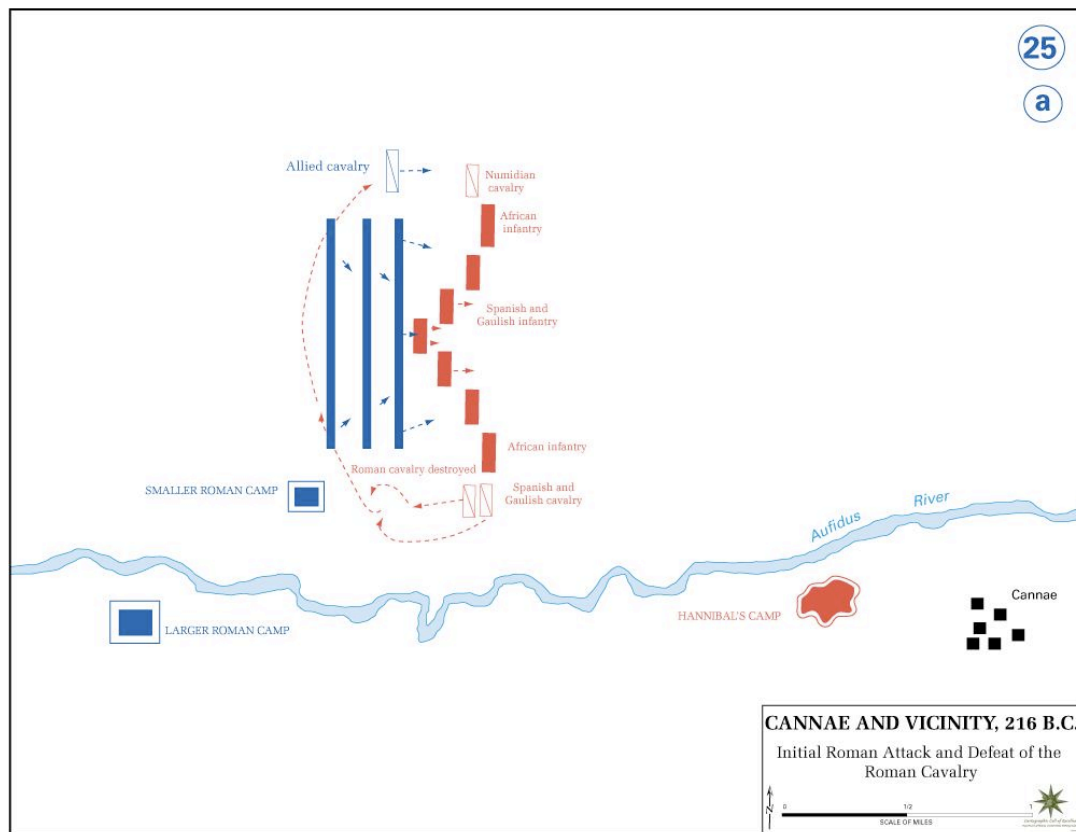 25
a
Allied cavalry
Numidian
cavalry
African
infantry
Spanish and
Gaulish infantry
African infantry
Roman cavalry destroyed
Spanish and
Gaulish cavalry
SMALLER ROMAN CAMP
Aufidus River
LARGER ROMAN CAMP
HANNIBAL'S CAMP
Cannae
CANNAE AND VICINITY, 216 B.C.
Initial Roman Attack and Defeat of the
Roman Cavalry
N
0 1/2 1
SCALE OF MILES